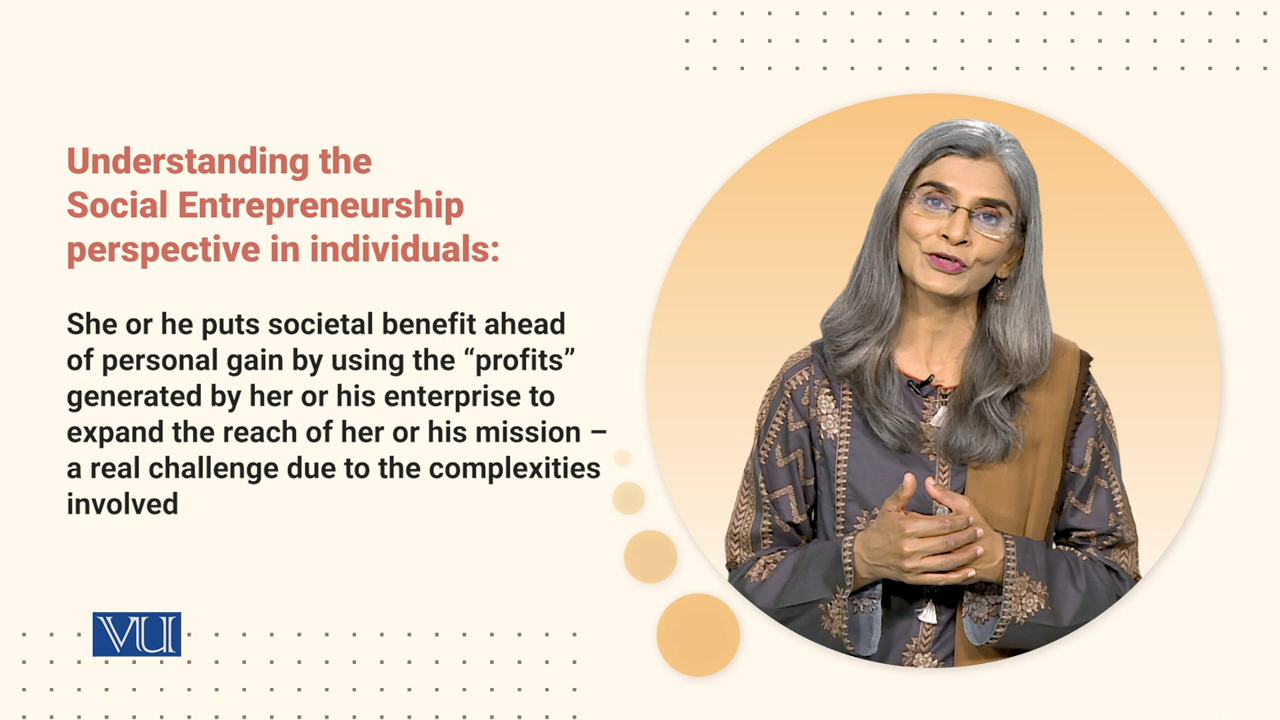 Understanding the
Social Entrepreneurship
perspective in individuals:
She or he puts societal benefit ahead
of personal gain by using the “profits”
generated by her or his enterprise to
expand the reach of her or his mission –
a real challenge due to the complexities
involved
VU